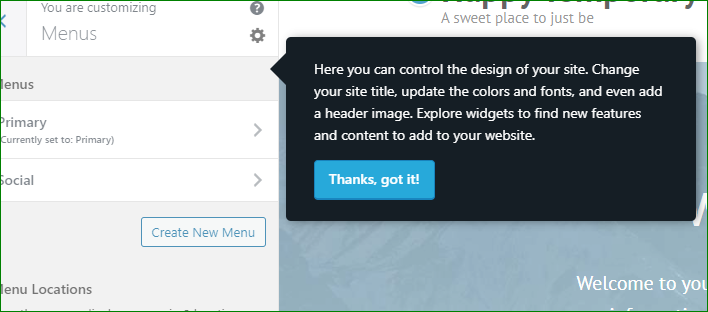 You are customizing
Menus
Menus
Primary
(Currently set to: Primary)
Social
Create New Menu
Menu Locations
A sweet place to just be
Here you can control the design of your site. Change
your site title, update the colors and fonts, and even add
a header image. Explore widgets to find new features
and content to add to your website.
Thanks, got it!
Welcome to you